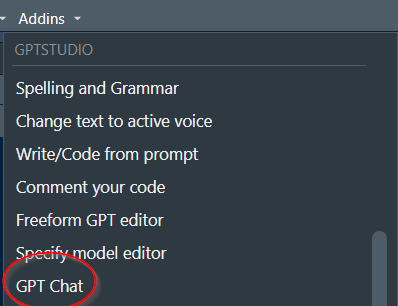 Addins
GPTSTUDIO
Spelling and Grammar
Change text to active voice
Write/Code from prompt
Comment your code
Freeform GPT editor
Specify model editor
GPT Chat